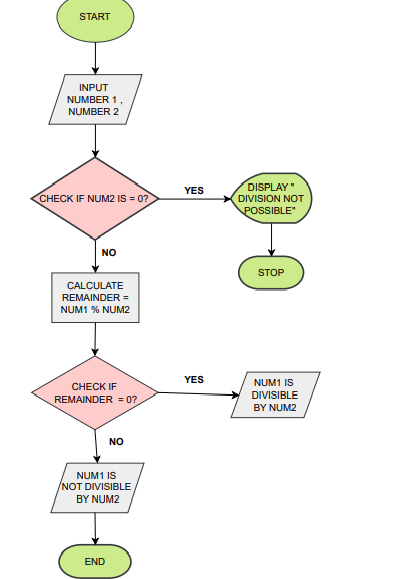 START
INPUT
NUMBER 1 ,
NUMBER 2
CHECK IF NUM2 IS = 0?
YES
DISPLAY "
DIVISION NOT
POSSIBLE"
NO
STOP
CALCULATE
REMAINDER =
NUM1 % NUM2
CHECK IF
REMAINDER = 0?
YES
NUM1 IS
DIVISIBLE
BY NUM2
NO
NUM1 IS
NOT DIVISIBLE
BY NUM2
END